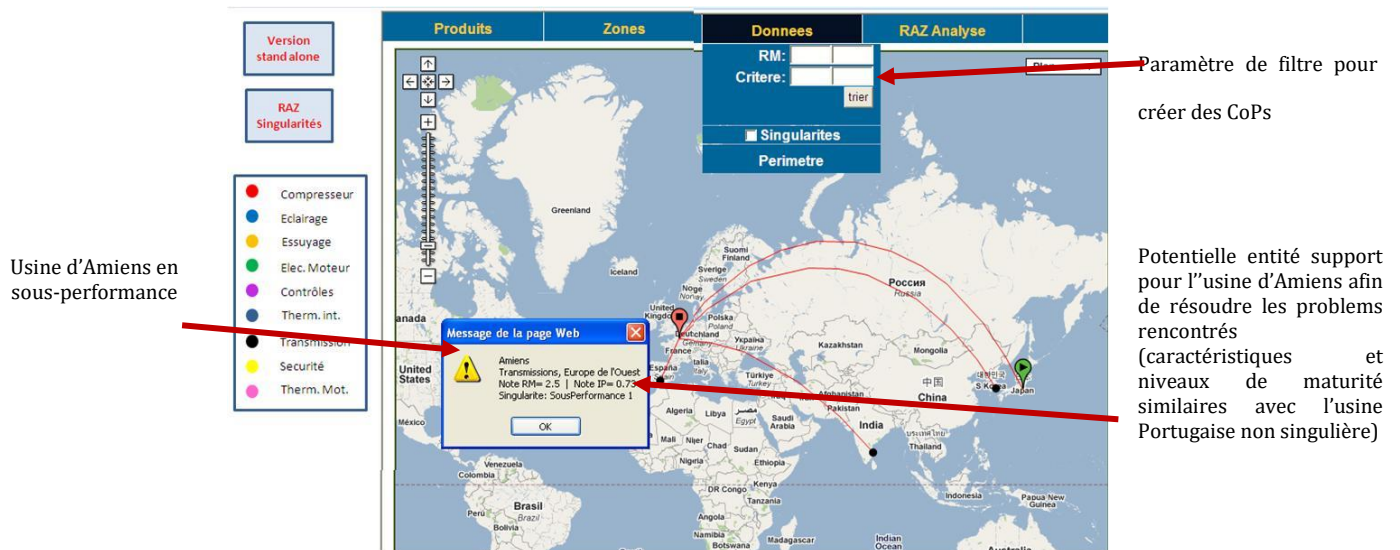 Version
stand alone
RAZ
Singularités
Produits
Zones
Donnees
RAZ Analyse
RM:
Critere:
trier
Singularites
Perimetre
Paramètre de filtre pour
créer des CoPs
Compresseur
Eclairage
Essuyage
Elec. Moteur
Contrôles
Therm. int.
Transmission
Securité
Therm. Mot.
Usine d'Amiens en
sous-performance
Potentielle entité support
pour l''usine d'Amiens afin
de résoudre les problems
rencontrés
(caractéristiques et
niveaux de maturité
similaires avec l'usine
Portugaise non singulière)
Message de la page Web
Amiens
Transmissions, Europe de l'Ouest
Note RM= 2.5 | Note IP= 0.73
Singularite: SousPerformance 1
OK
Greenland
Iceland
Suomi
Finland
Sverige
Sweden
Norge
Norway
United
Polska
Poland
Україна
Ukraine
France
España
Türkiye
Turkey
Россия
Russia
Kazakhstan
Mongolia
中国
China
Japan
Afghanistan
Pakistan
India
Thailand
Algeria
Libya
Egypt
Saudi
Arabia
Mali
Niger
Chad
Sudan
Nigeria
Ethiopia
Kenya
DR Congo
Tanzania
Angola
Namibia
Botswana
Madagascar
Indian
Ocean
Indonesia
Papua New
Guinea
United
States
México
Venezuela
Colombia
Perú
Brasil
Brazil
Bolivia